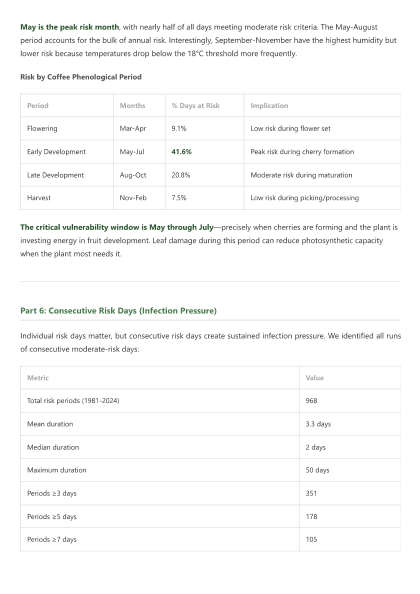 May is the peak risk month, with nearly half of all days meeting moderate risk criteria. The May-August
period accounts for the bulk of annual risk. Interestingly, September-November have the highest humidity but
lower risk because temperatures drop below the 18°C threshold more frequently.
Risk by Coffee Phenological Period
Period Months % Days at Risk Implication
Flowering Mar-Apr 9.1% Low risk during flower set
Early Development May-Jul 41.6% Peak risk during cherry formation
Late Development Aug-Oct 20.8% Moderate risk during maturation
Harvest Nov-Feb 7.5% Low risk during picking/processing
The critical vulnerability window is May through July—precisely when cherries are forming and the plant is
investing energy in fruit development. Leaf damage during this period can reduce photosynthetic capacity
when the plant most needs it.
Part 6: Consecutive Risk Days (Infection Pressure)
Individual risk days matter, but consecutive risk days create sustained infection pressure. We identified all runs
of consecutive moderate-risk days:
Metric Value
Total risk periods (1981-2024) 968
Mean duration 3.3 days
Median duration 2 days
Maximum duration 50 days
Periods ≥3 days 351
Periods ≥5 days 178
Periods ≥7 days 105